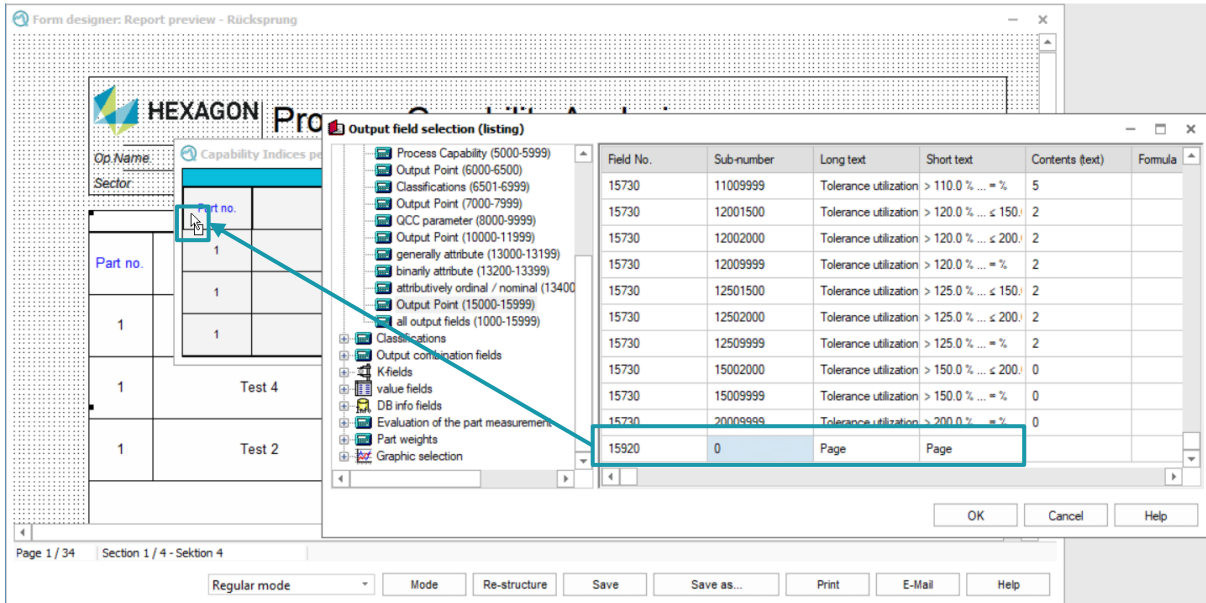 Form designer: Report preview - Rücksprung
HEXAGON
Op.Name.
Sector
Part no.
1
1 Test 4
1 Test 2
Capability Indices pe
Part no.
1
1
1
Output field selection (listing)
Process Capability (5000-5999)
Output Point (6000-6500)
Classifications (6501-6999)
Output Point (7000-7999)
QCC parameter (8000-9999)
Output Point (10000-11999)
generally attribute (13000-13199)
binarily attribute (13200-13399)
attributively ordinal / nominal (13400
Output Point (15000-15999)
all output fields (1000-15999)
Classifications
Output combination fields
K-fields
value fields
DB info fields
Evaluation of the part measurement
Part weights
Graphic selection
Field No. Sub-number Long text Short text Contents (text) Formula
15730 11009999 Tolerance utilization > 110.0 % ... = % 5
15730 12001500 Tolerance utilization > 120.0 % ... ≤ 150. 2
15730 12002000 Tolerance utilization > 120.0 % ... ≤ 200. 2
15730 12009999 Tolerance utilization > 120.0 % ... = % 2
15730 12501500 Tolerance utilization > 125.0 % ... ≤ 150. 2
15730 12502000 Tolerance utilization > 125.0 % ... ≤ 200. 2
15730 12509999 Tolerance utilization > 125.0 % ... = % 2
15730 15002000 Tolerance utilization > 150.0 % ... ≤ 200. 0
15730 15009999 Tolerance utilization > 150.0 % ... = % 0
15730 20009999 Tolerance utilization > 200.0 % ... = % 0
15920 0 Page Page
OK Cancel Help
Page 1 / 34 Section 1 / 4 - Sektion 4
Regular mode Mode Re-structure Save Save as... Print E-Mail Help